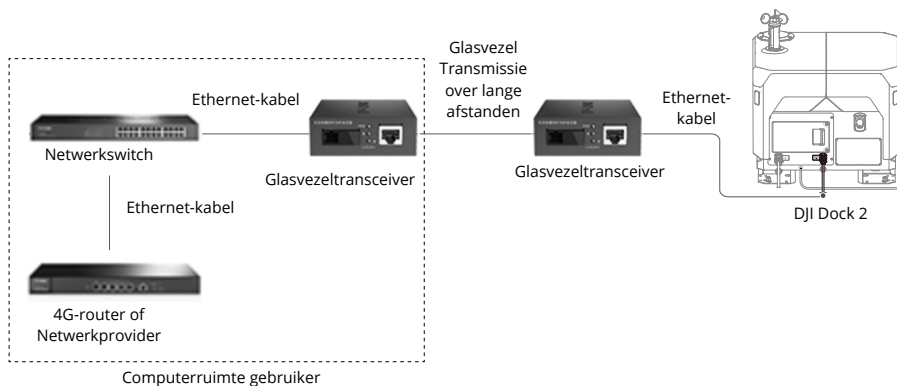 Glasvezel
Transmissie
over lange
afstanden
Ethernet-kabel
Ethernet-
kabel
Netwerkswitch
Glasvezeltransceiver
Glasvezeltransceiver
Ethernet-kabel
DJI Dock 2
4G-router of
Netwerkprovider
Computerruimte gebruiker